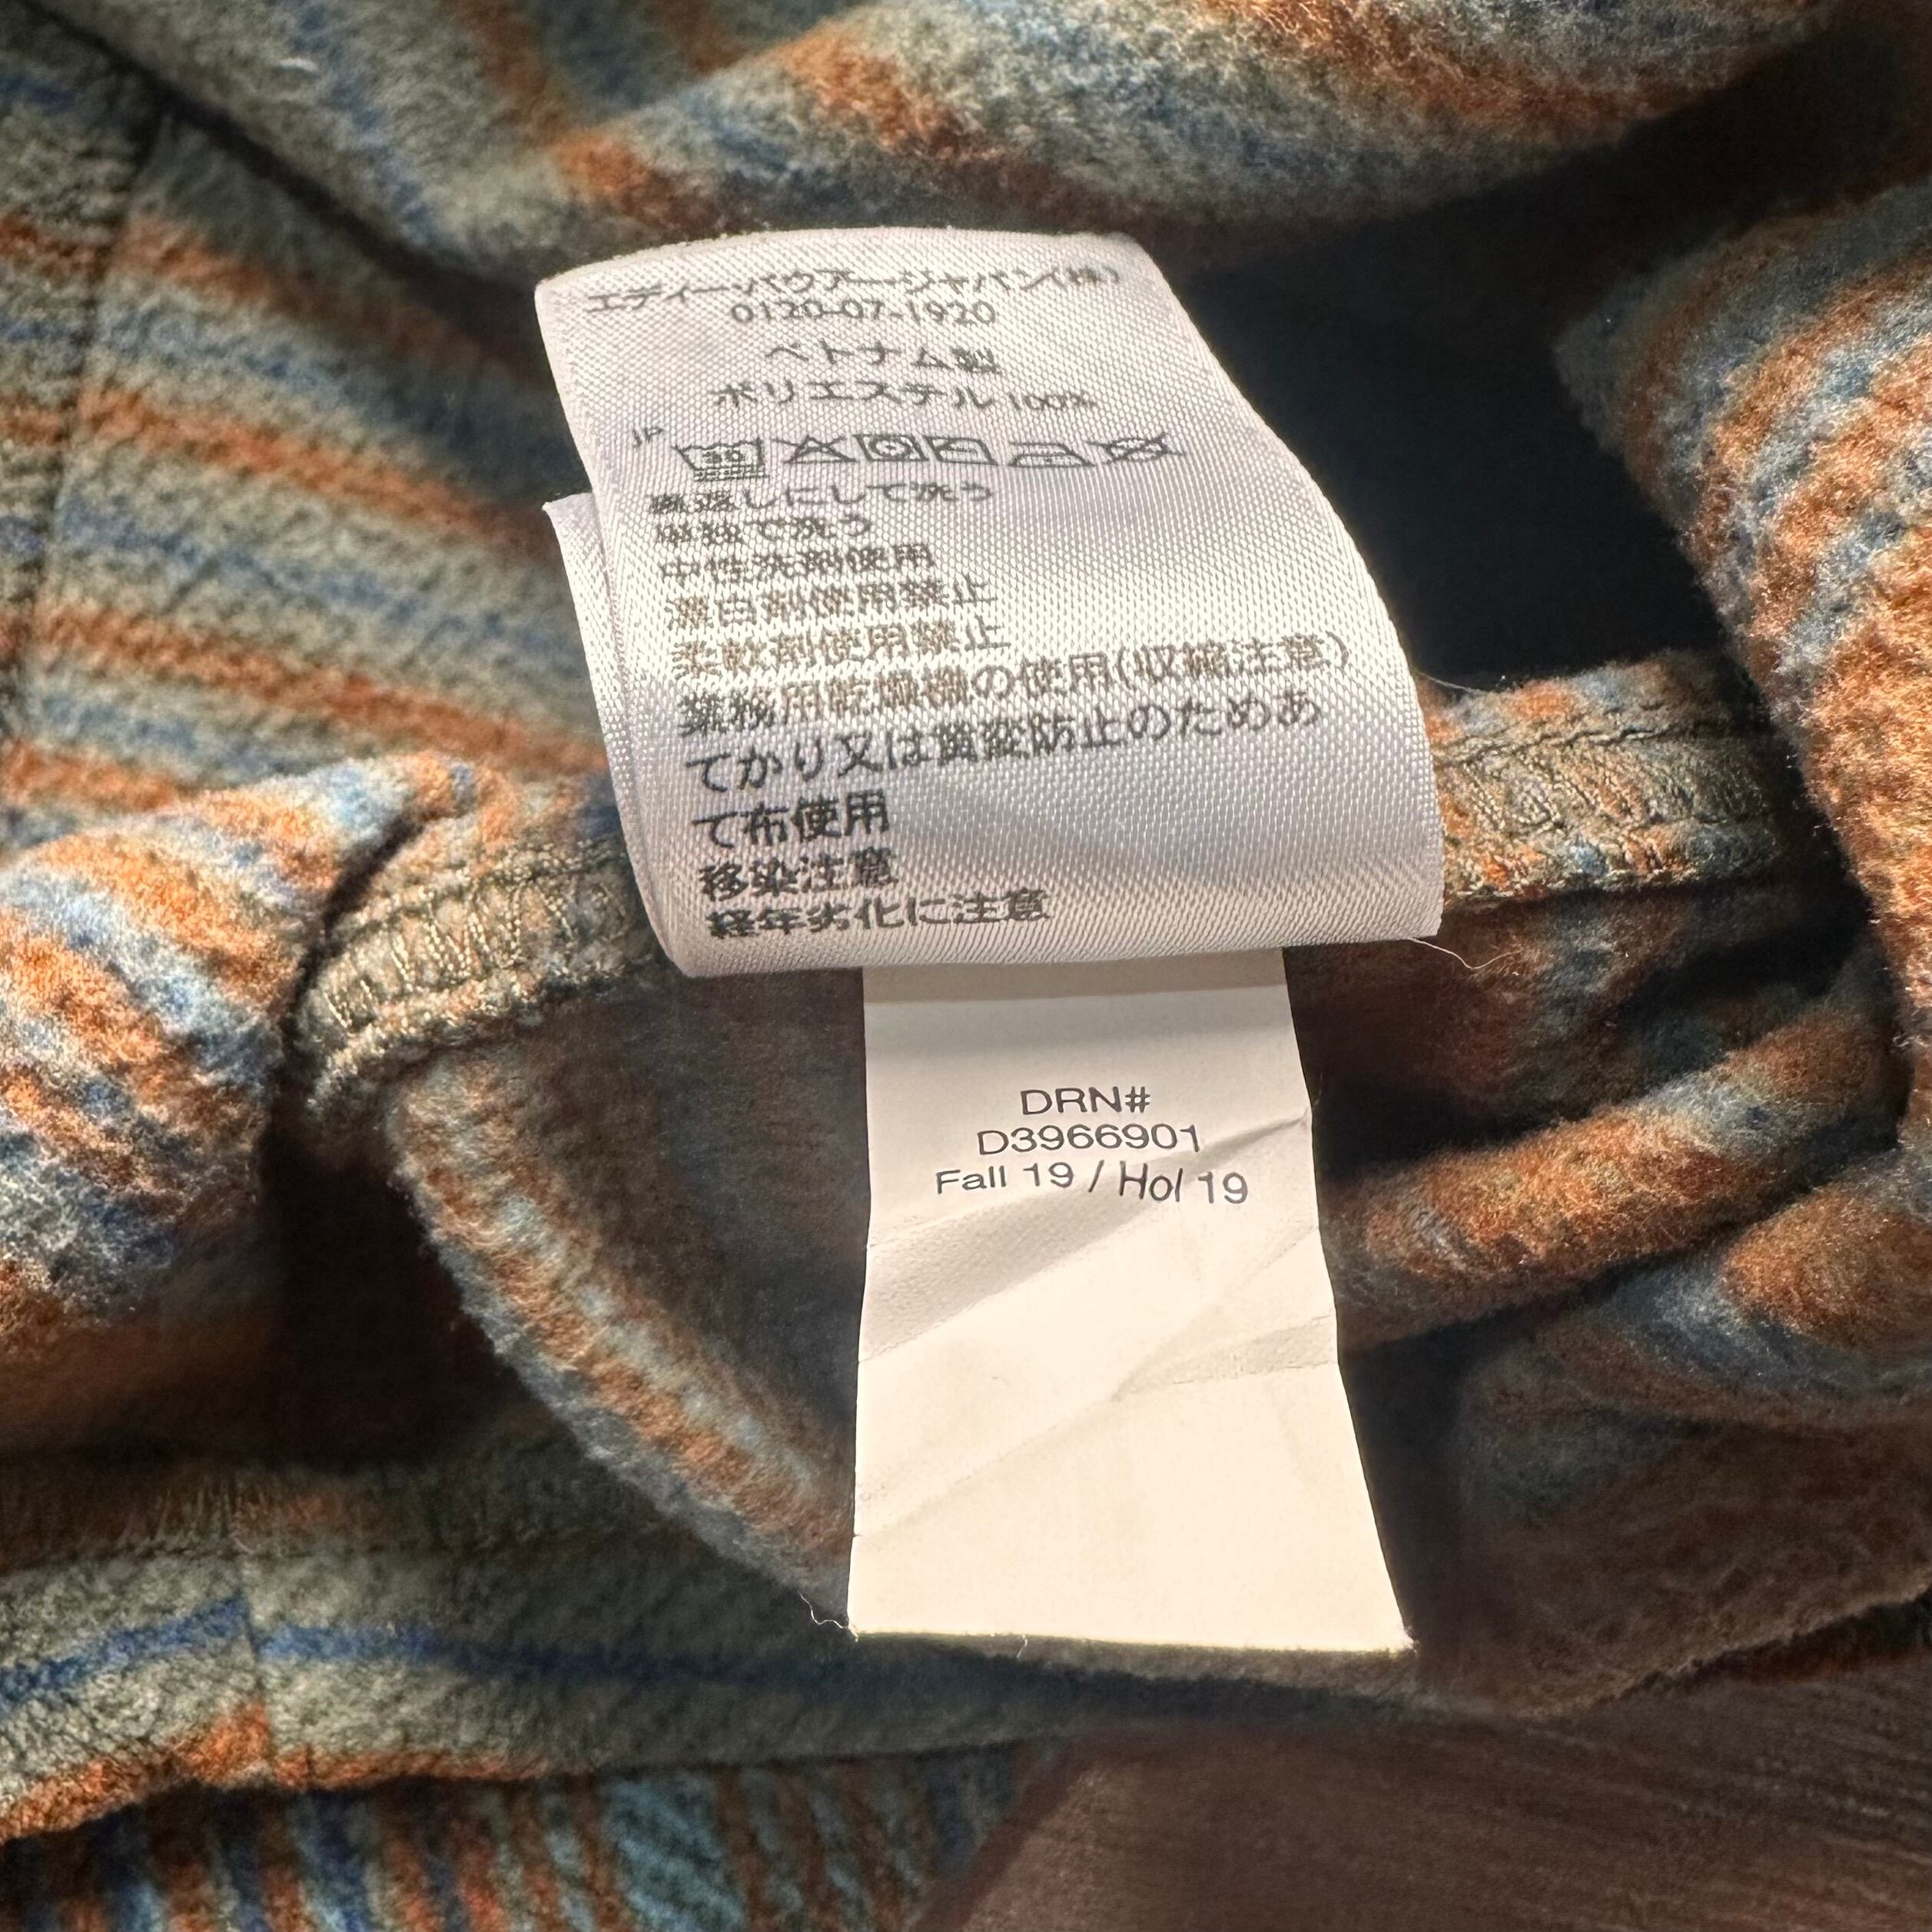 エディー・バウアー・ジャパン(株)
0120-07-1920
ベトナム製
ポリエステル 100%
JP
30
裏返しにして洗う
単独で洗う
中性洗剤使用
漂白剤使用禁止
柔軟剤使用禁止
業務用乾燥機の使用(収縮注意)
てかり又は黄変防止のためあ
て布使用
移染注意
経年劣化に注意
DRN#
D3966901
Fall 19 / Hol 19